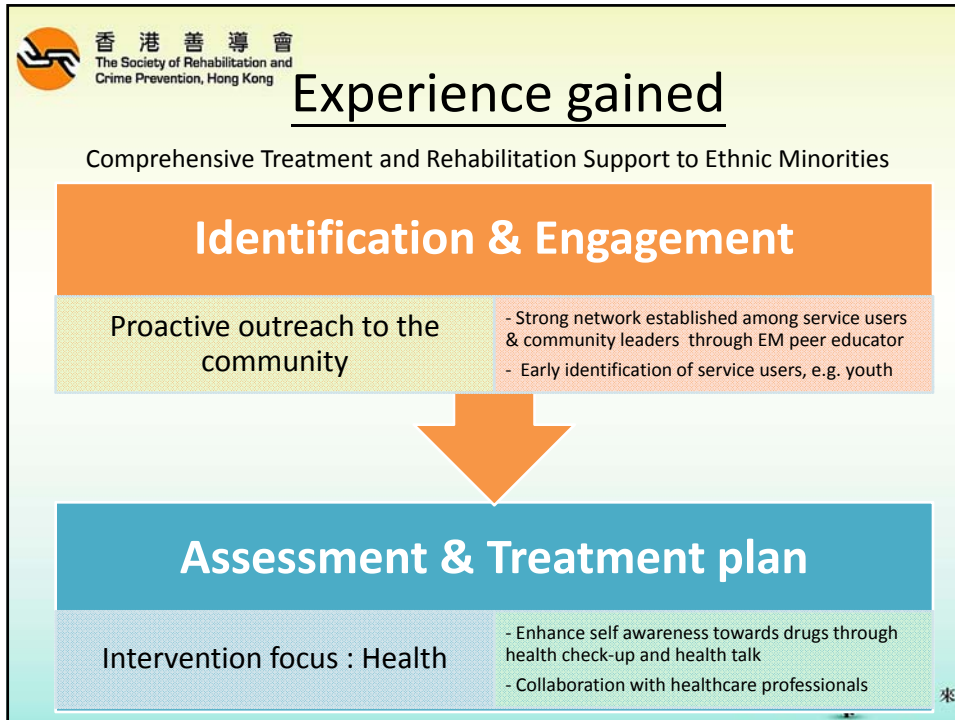 香港善導會
The Society of Rehabilitation and
Crime Prevention, Hong Kong
Experience gained
Comprehensive Treatment and Rehabilitation Support to Ethnic Minorities
Identification & Engagement
Proactive outreach to the
community
- Strong network established among service users
& community leaders through EM peer educator
- Early identification of service users, e.g. youth
Assessment & Treatment plan
Intervention focus : Health
- Enhance self awareness towards drugs through
health check-up and health talk
- Collaboration with healthcare professionals
來